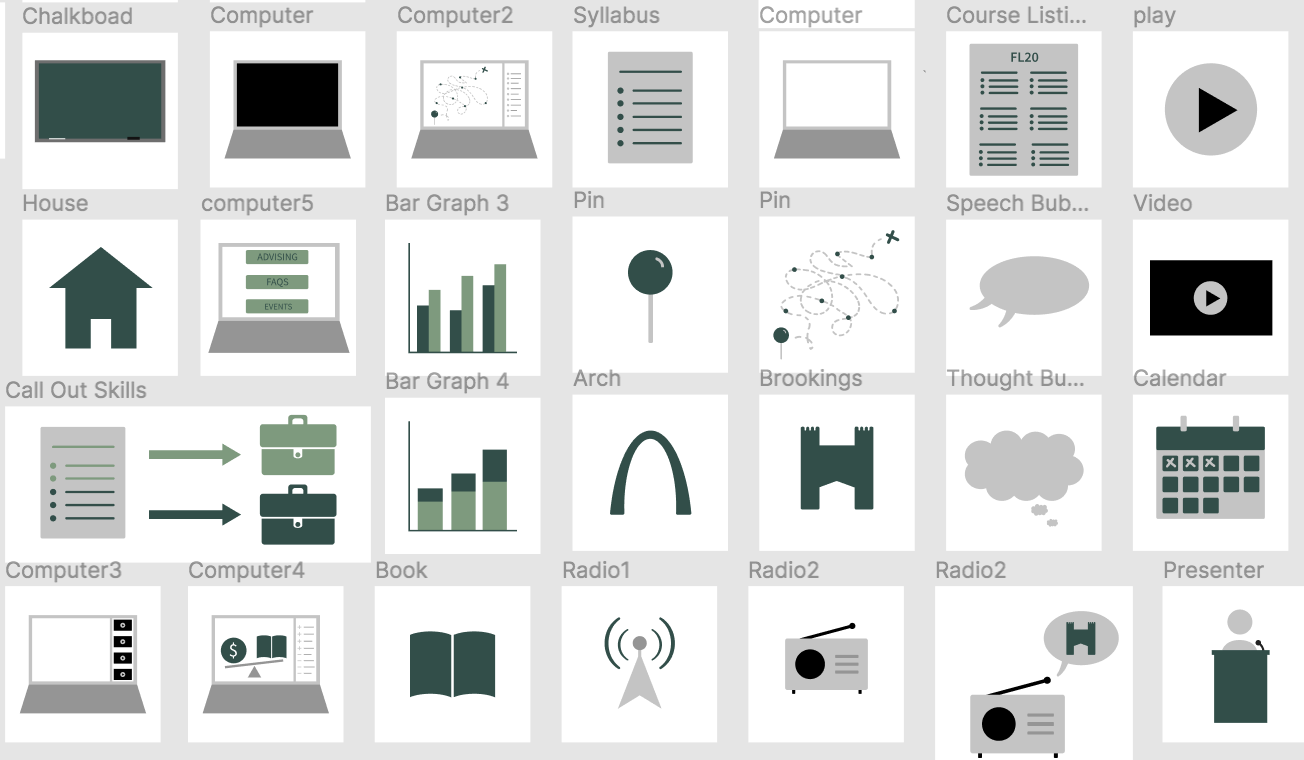 Chalkboad
Computer
Computer2
Syllabus
Computer
Course Listi...
play
FL20
House
computer5
Bar Graph 3
Pin
Pin
Speech Bub...
Video
ADVISING
FAQS
EVENTS
Call Out Skills
Bar Graph 4
Arch
Brookings
Thought Bu...
Calendar
Computer3
Computer4
Book
Radio1
Radio2
Radio2
Presenter
$